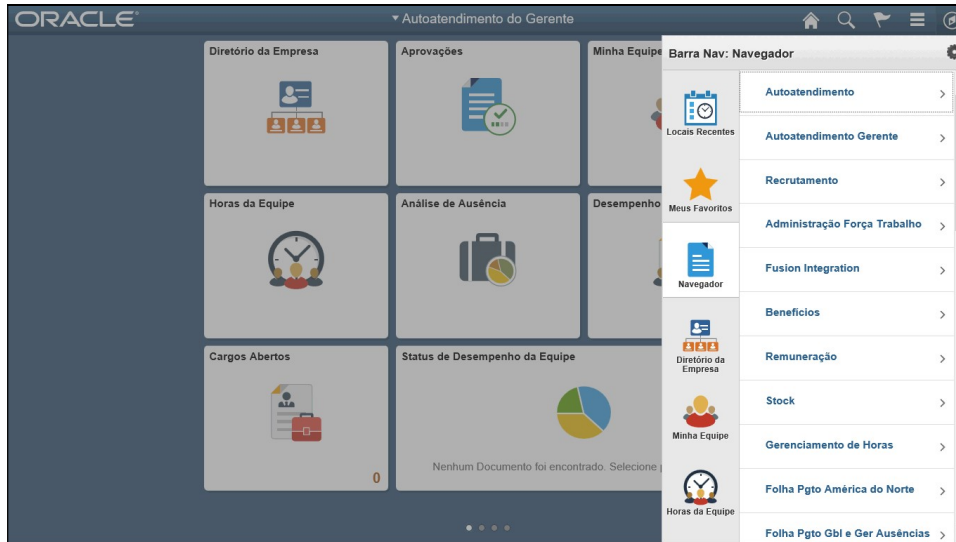 ORACLE
Autoatendimento do Gerente
Diretório da Empresa
Aprovações
Minha Equipe
Horas da Equipe
Análise de Ausência
Desempenho
Cargos Abertos
0
Status de Desempenho da Equipe
Nenhum Documento foi encontrado. Selecione
Barra Nav: Navegador
Locais Recentes
Meus Favoritos
Navegador
Diretório da
Empresa
Minha Equipe
Horas da Equipe
Autoatendimento
Autoatendimento Gerente
Recrutamento
Administração Força Trabalho
Fusion Integration
Benefícios
Remuneração
Stock
Gerenciamento de Horas
Folha Pgto América do Norte
Folha Pgto Gbl e Ger Ausências